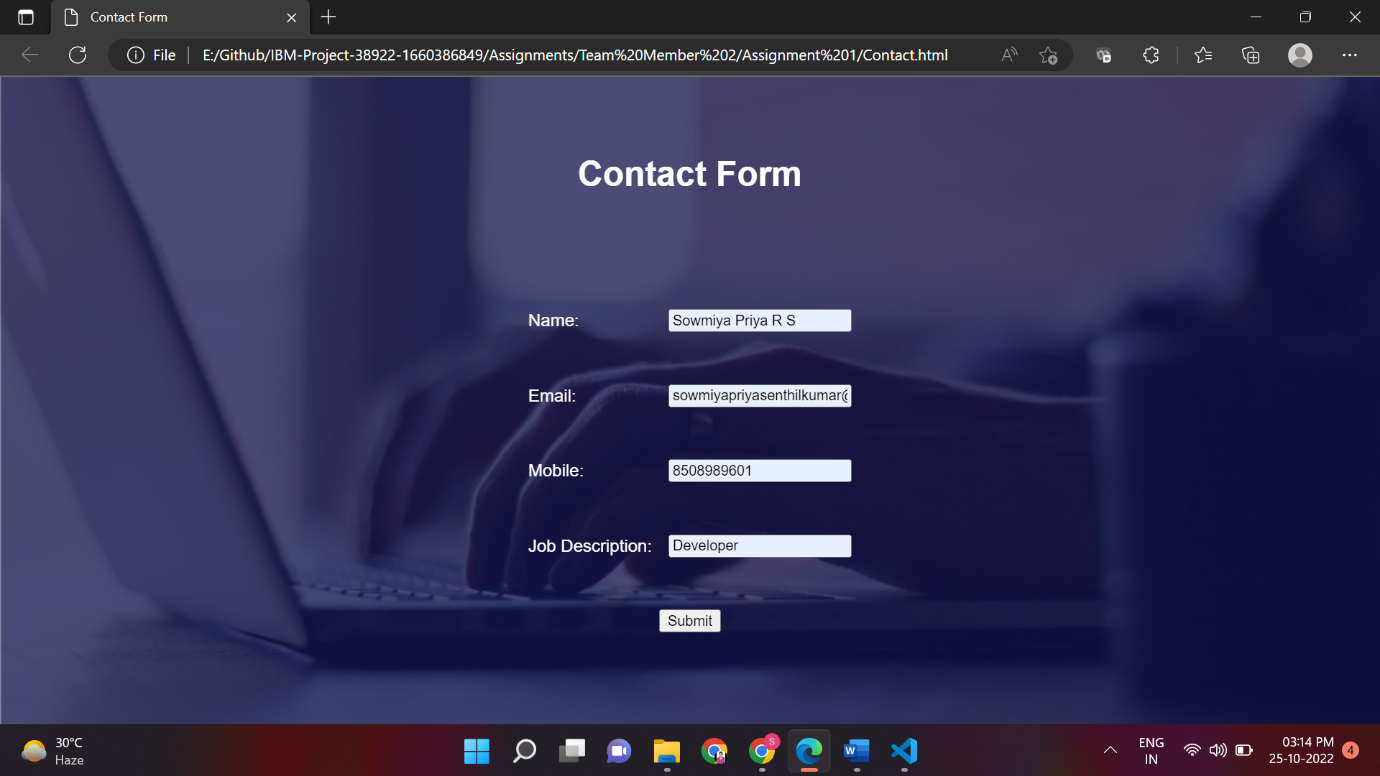 Contact Form
File
E:/Github/IBM-Project-38922-1660386849/Assignments/Team%20Member%202/Assignment%201/Contact.html
Contact Form
Name: Sowmiya Priya R S
Email: sowmiyapriyasenthilkumar@
Mobile: 8508989601
Job Description: Developer
Submit
30°C
Haze
ENG
IN
03:14 PM
25-10-2022
4